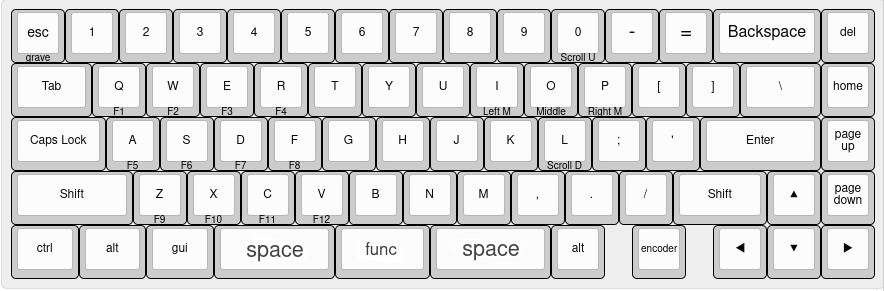 esc 1 2 3 4 5 6 7 8 9 0 - = Backspace del
grave Scroll U
Tab Q W E R T Y U I O P [ ] \ home
F1 F2 F3 F4 Left M Middle Right M
Caps Lock A S D F G H J K L ; ' Enter page up
F5 F6 F7 F8 Scroll D
Shift Z X C V B N M , . / Shift ▲ page down
F9 F10 F11 F12
ctrl alt gui space func space alt encoder ◀ ▼ ▶